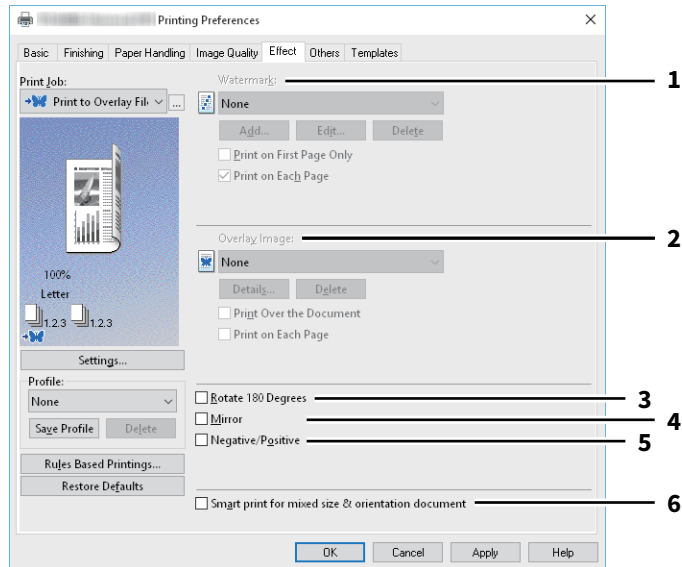 Printing Preferences
Basic Finishing Paper Handling Image Quality Effect Others Templates
Print Job:
Print to Overlay Fil
...
100%
Letter
1.2.3 1.2.3
Settings...
Profile:
None
Save Profile Delete
Rules Based Printings...
Restore Defaults
Watermark:
None
Add... Edit... Delete
Print on First Page Only
Print on Each Page
Overlay Image:
None
Details... Delete
Print Over the Document
Print on Each Page
Rotate 180 Degrees
Mirror
Negative/Positive
Smart print for mixed size & orientation document
OK Cancel Apply Help
1
2
3
4
5
6